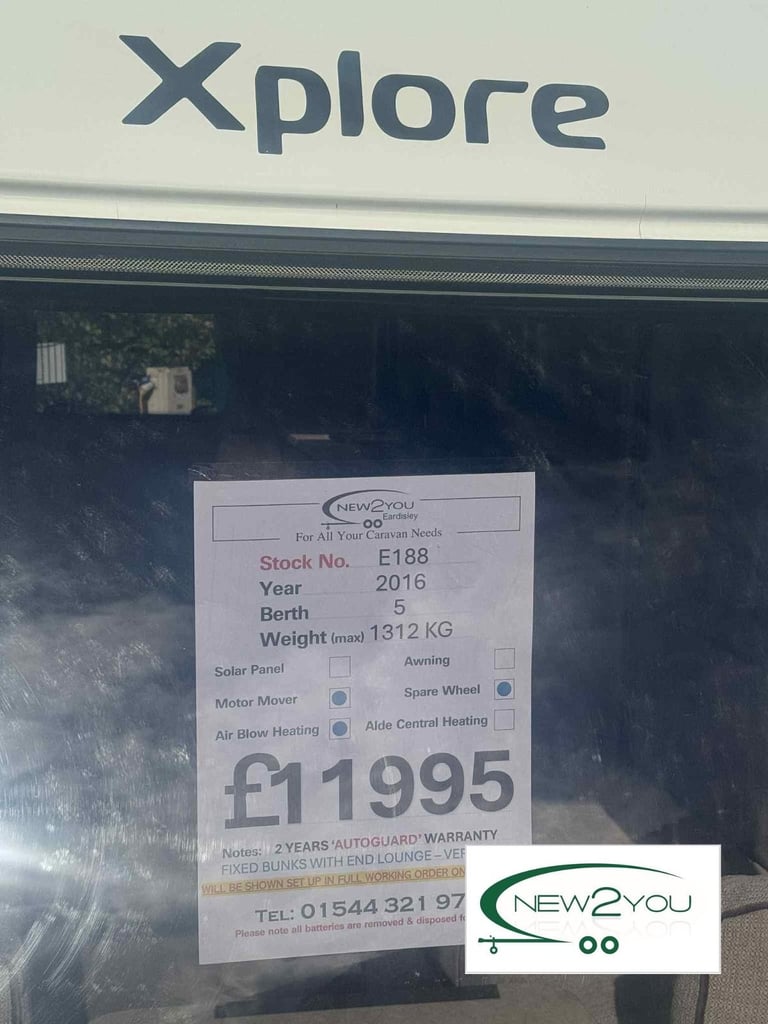 Xplore
NEW2YOU
Eardisley
For All Your Caravan Needs
Stock No. E188
Year 2016
Berth 5
Weight (max) 1312 KG
Solar Panel Awning
Motor Mover Spare Wheel
Air Blow Heating Alde Central Heating
£11995
Notes: 2 YEARS 'AUTOGUARD' WARRANTY
FIXED BUNKS WITH END LOUNGE – VER
WILL BE SHOWN SET UP IN FULL WORKING ORDER ON
TEL: 01544 321 97
Please note all batteries are removed & disposed
NEW2YOU